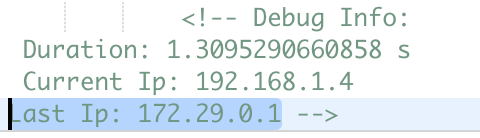 <!-- Debug Info:
Duration: 1.3095290660858 s
Current Ip: 192.168.1.4
Last Ip: 172.29.0.1 -->